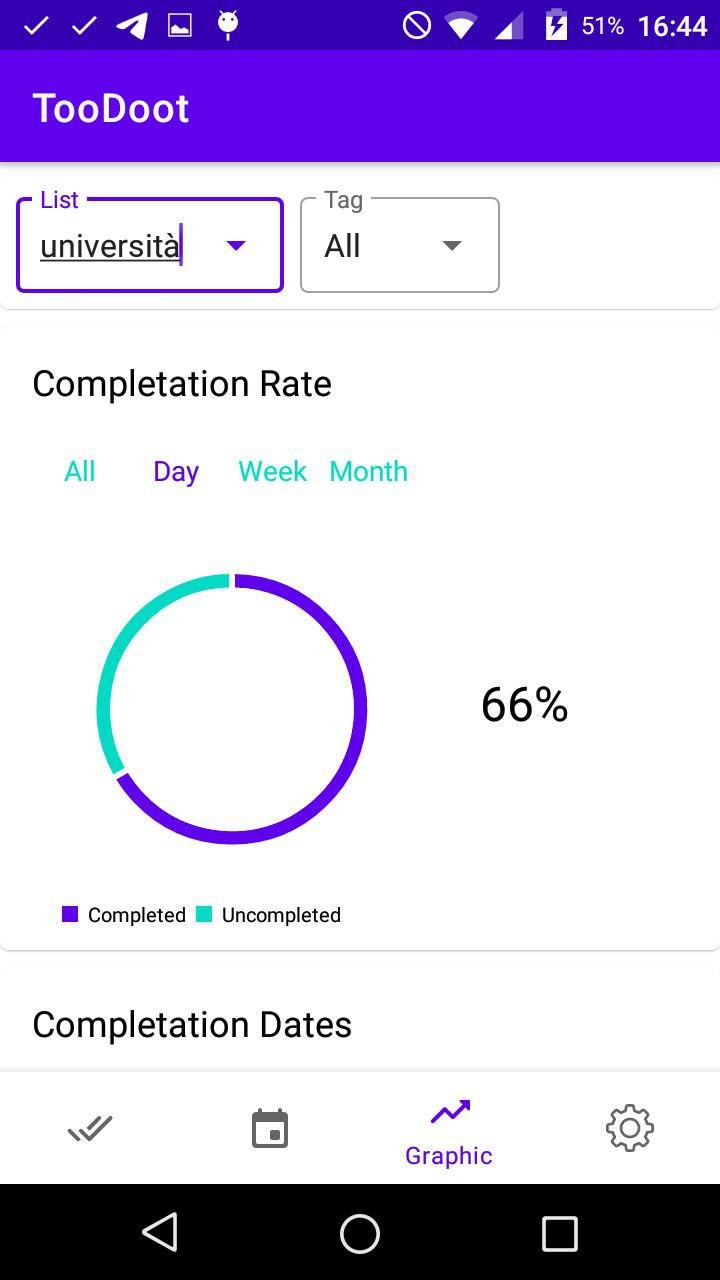 51% 16:44
TooDoot
List Tag
università All
Completation Rate
All Day Week Month
66%
Completed Uncompleted
Completation Dates
Graphic